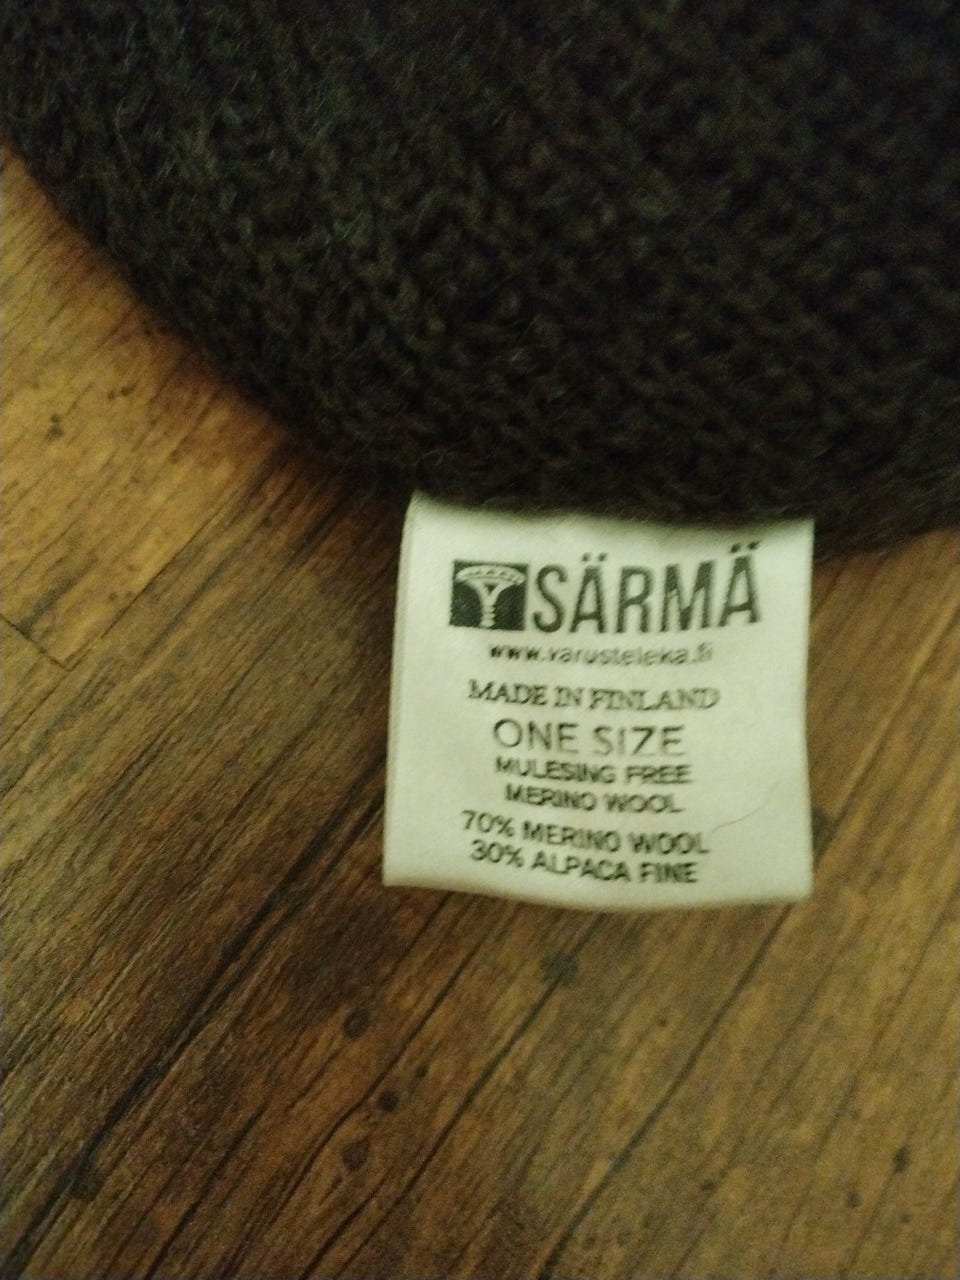 SÄRMÄ
www.varusteleka.fi
MADE IN FINLAND
ONE SIZE
MULESING FREE
MERINO WOOL
70% MERINO WOOL
30% ALPACA FINE